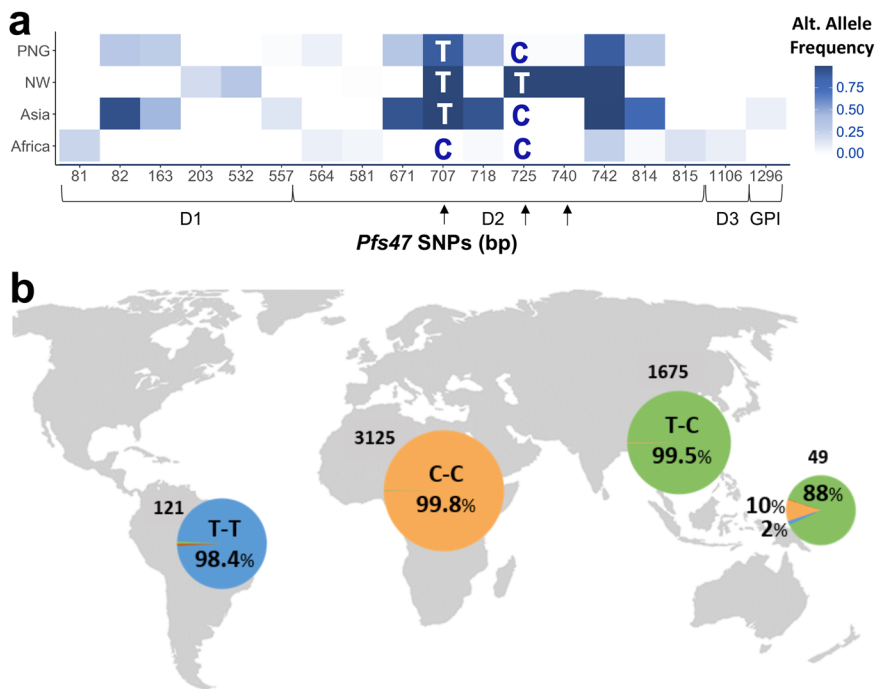 a
Alt. Allele
Frequency
PNG T C
NW T T
Asia T C
Africa C C
0.75
0.50
0.25
0.00
81 82 163 203 532 557 564 581 671 707 718 725 740 742 814 815 1106 1296
D1 D2 D3 GPI
Pfs47 SNPs (bp)
b
1675
3125
T-C
99.5%
49
C-C
99.8%
88%
10%
2%
121
T-T
98.4%